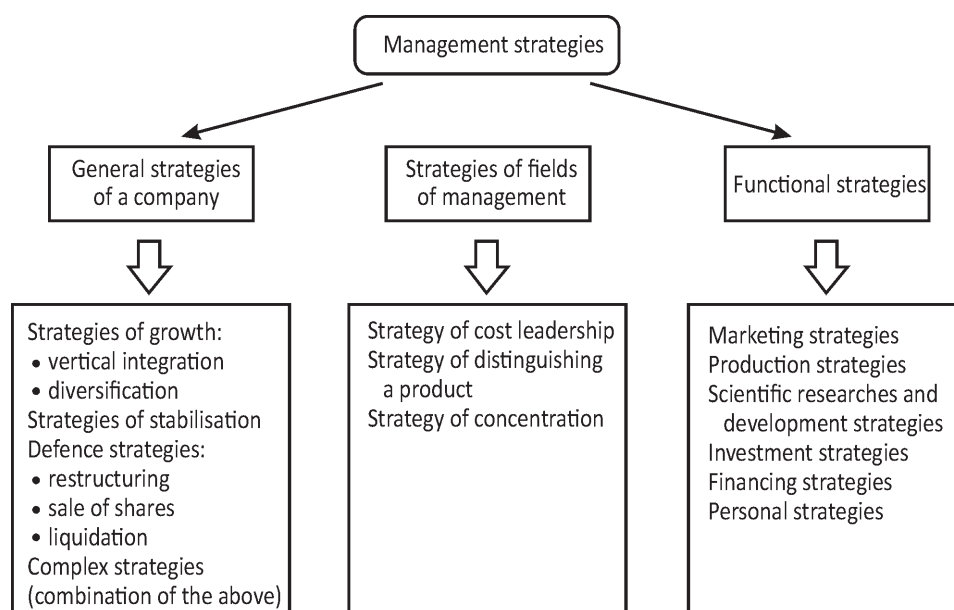 Management strategies
General strategies
of a company
Strategies of fields
of management
Functional strategies
Strategies of growth:
• vertical integration
• diversification
Strategies of stabilisation
Defence strategies:
• restructuring
• sale of shares
• liquidation
Complex strategies
(combination of the above)
Strategy of cost leadership
Strategy of distinguishing
a product
Strategy of concentration
Marketing strategies
Production strategies
Scientific researches and
development strategies
Investment strategies
Financing strategies
Personal strategies